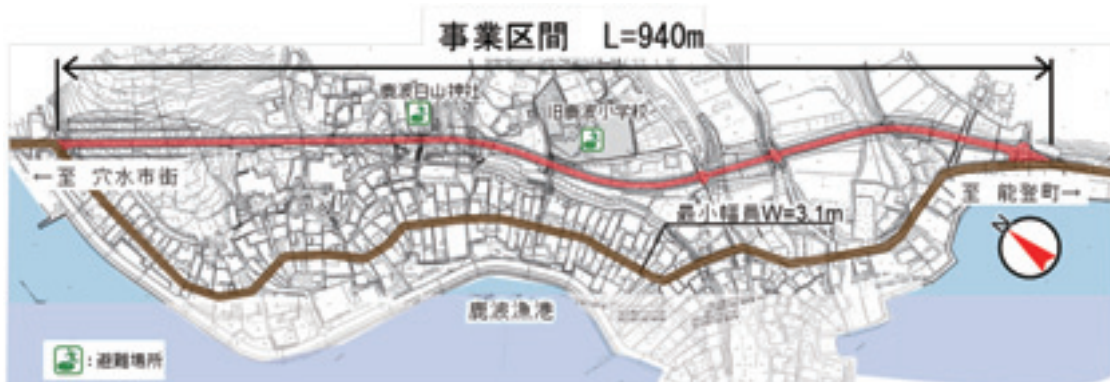 事業区間 L=940m
鹿波白山神社
旧鹿波小学校
←至 穴水市街
至 能登町→
最小幅員W=3.1m
N
鹿波漁港
:避難場所